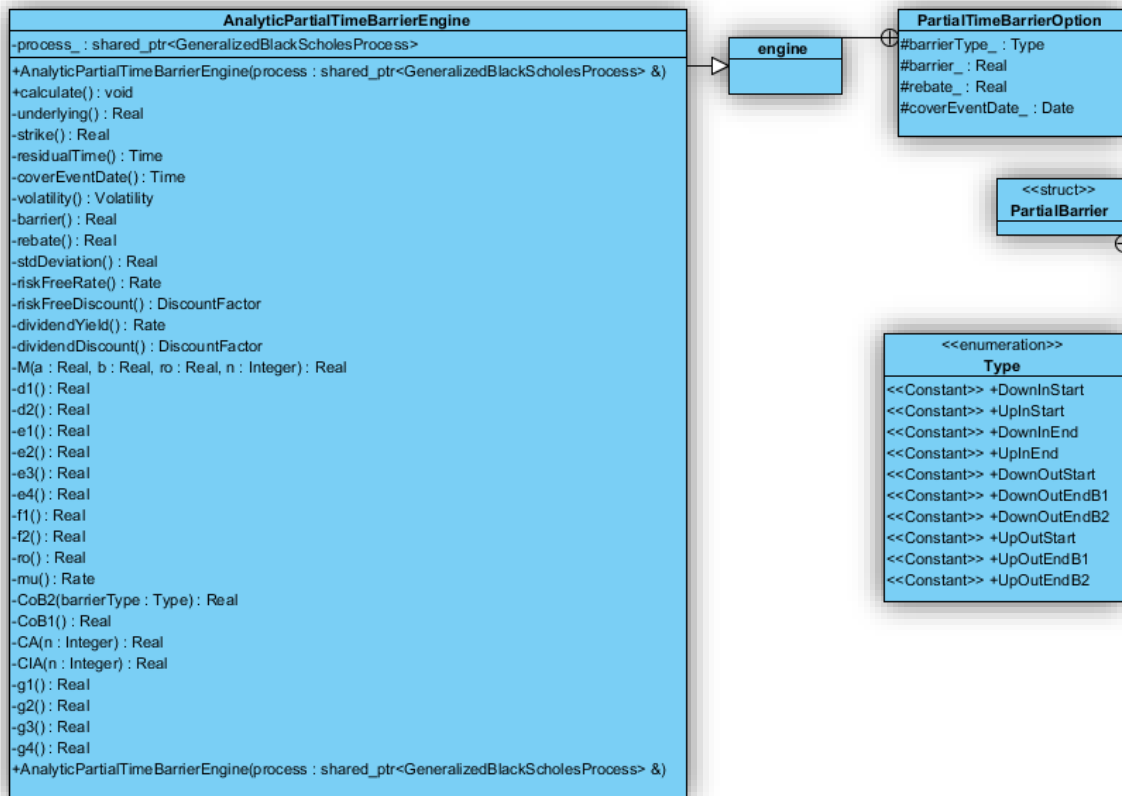 AnalyticPartialTimeBarrierEngine
-process_ : shared_ptr<GeneralizedBlackScholesProcess>
+AnalyticPartialTimeBarrierEngine(process : shared_ptr<GeneralizedBlackScholesProcess> &)
+calculate() : void
-underlying() : Real
-strike() : Real
-residualTime() : Time
-coverEventDate() : Time
-volatility() : Volatility
-barrier() : Real
-rebate() : Real
-stdDeviation() : Real
-riskFreeRate() : Rate
-riskFreeDiscount() : DiscountFactor
-dividendYield() : Rate
-dividendDiscount() : DiscountFactor
-M(a : Real, b : Real, ro : Real, n : Integer) : Real
-d1() : Real
-d2() : Real
-e1() : Real
-e2() : Real
-e3() : Real
-e4() : Real
-f1() : Real
-f2() : Real
-ro() : Real
-mu() : Rate
-CoB2(barrierType : Type) : Real
-CoB1() : Real
-CA(n : Integer) : Real
-CIA(n : Integer) : Real
-g1() : Real
-g2() : Real
-g3() : Real
-g4() : Real
+AnalyticPartialTimeBarrierEngine(process : shared_ptr<GeneralizedBlackScholesProcess> &)
engine
PartialTimeBarrierOption
#barrierType_ : Type
#barrier_ : Real
#rebate_ : Real
#coverEventDate_ : Date
<<struct>>
PartialBarrier
<<enumeration>>
Type
<<Constant>> +DownInStart
<<Constant>> +UpInStart
<<Constant>> +DownInEnd
<<Constant>> +UpInEnd
<<Constant>> +DownOutStart
<<Constant>> +DownOutEndB1
<<Constant>> +DownOutEndB2
<<Constant>> +UpOutStart
<<Constant>> +UpOutEndB1
<<Constant>> +UpOutEndB2